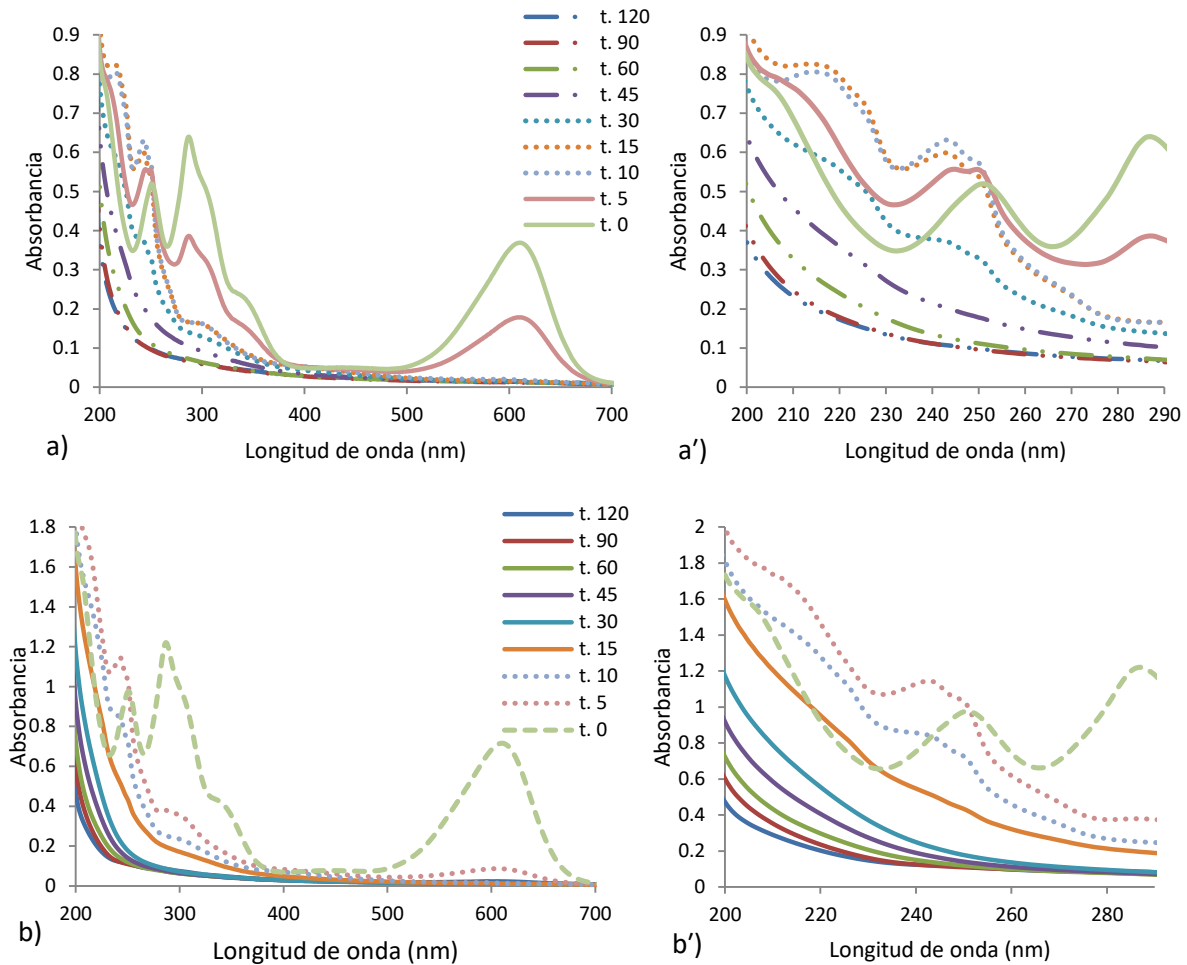 t. 120
t. 90
t. 60
t. 45
t. 30
t. 15
t. 10
t. 5
t. 0
Absorbancia
0.9
0.8
0.7
0.6
0.5
0.4
0.3
0.2
0.1
0
200 300 400 500 600 700
Longitud de onda (nm)
a)
Absorbancia
0.9
0.8
0.7
0.6
0.5
0.4
0.3
0.2
0.1
0
200 210 220 230 240 250 260 270 280 290
Longitud de onda (nm)
a')
t. 120
t. 90
t. 60
t. 45
t. 30
t. 15
t. 10
t. 5
t. 0
Absorbancia
1.8
1.6
1.4
1.2
1
0.8
0.6
0.4
0.2
0
200 300 400 500 600 700
Longitud de onda (nm)
b)
Absorbancia
2
1.8
1.6
1.4
1.2
1
0.8
0.6
0.4
0.2
0
200 220 240 260 280
Longitud de onda (nm)
b')